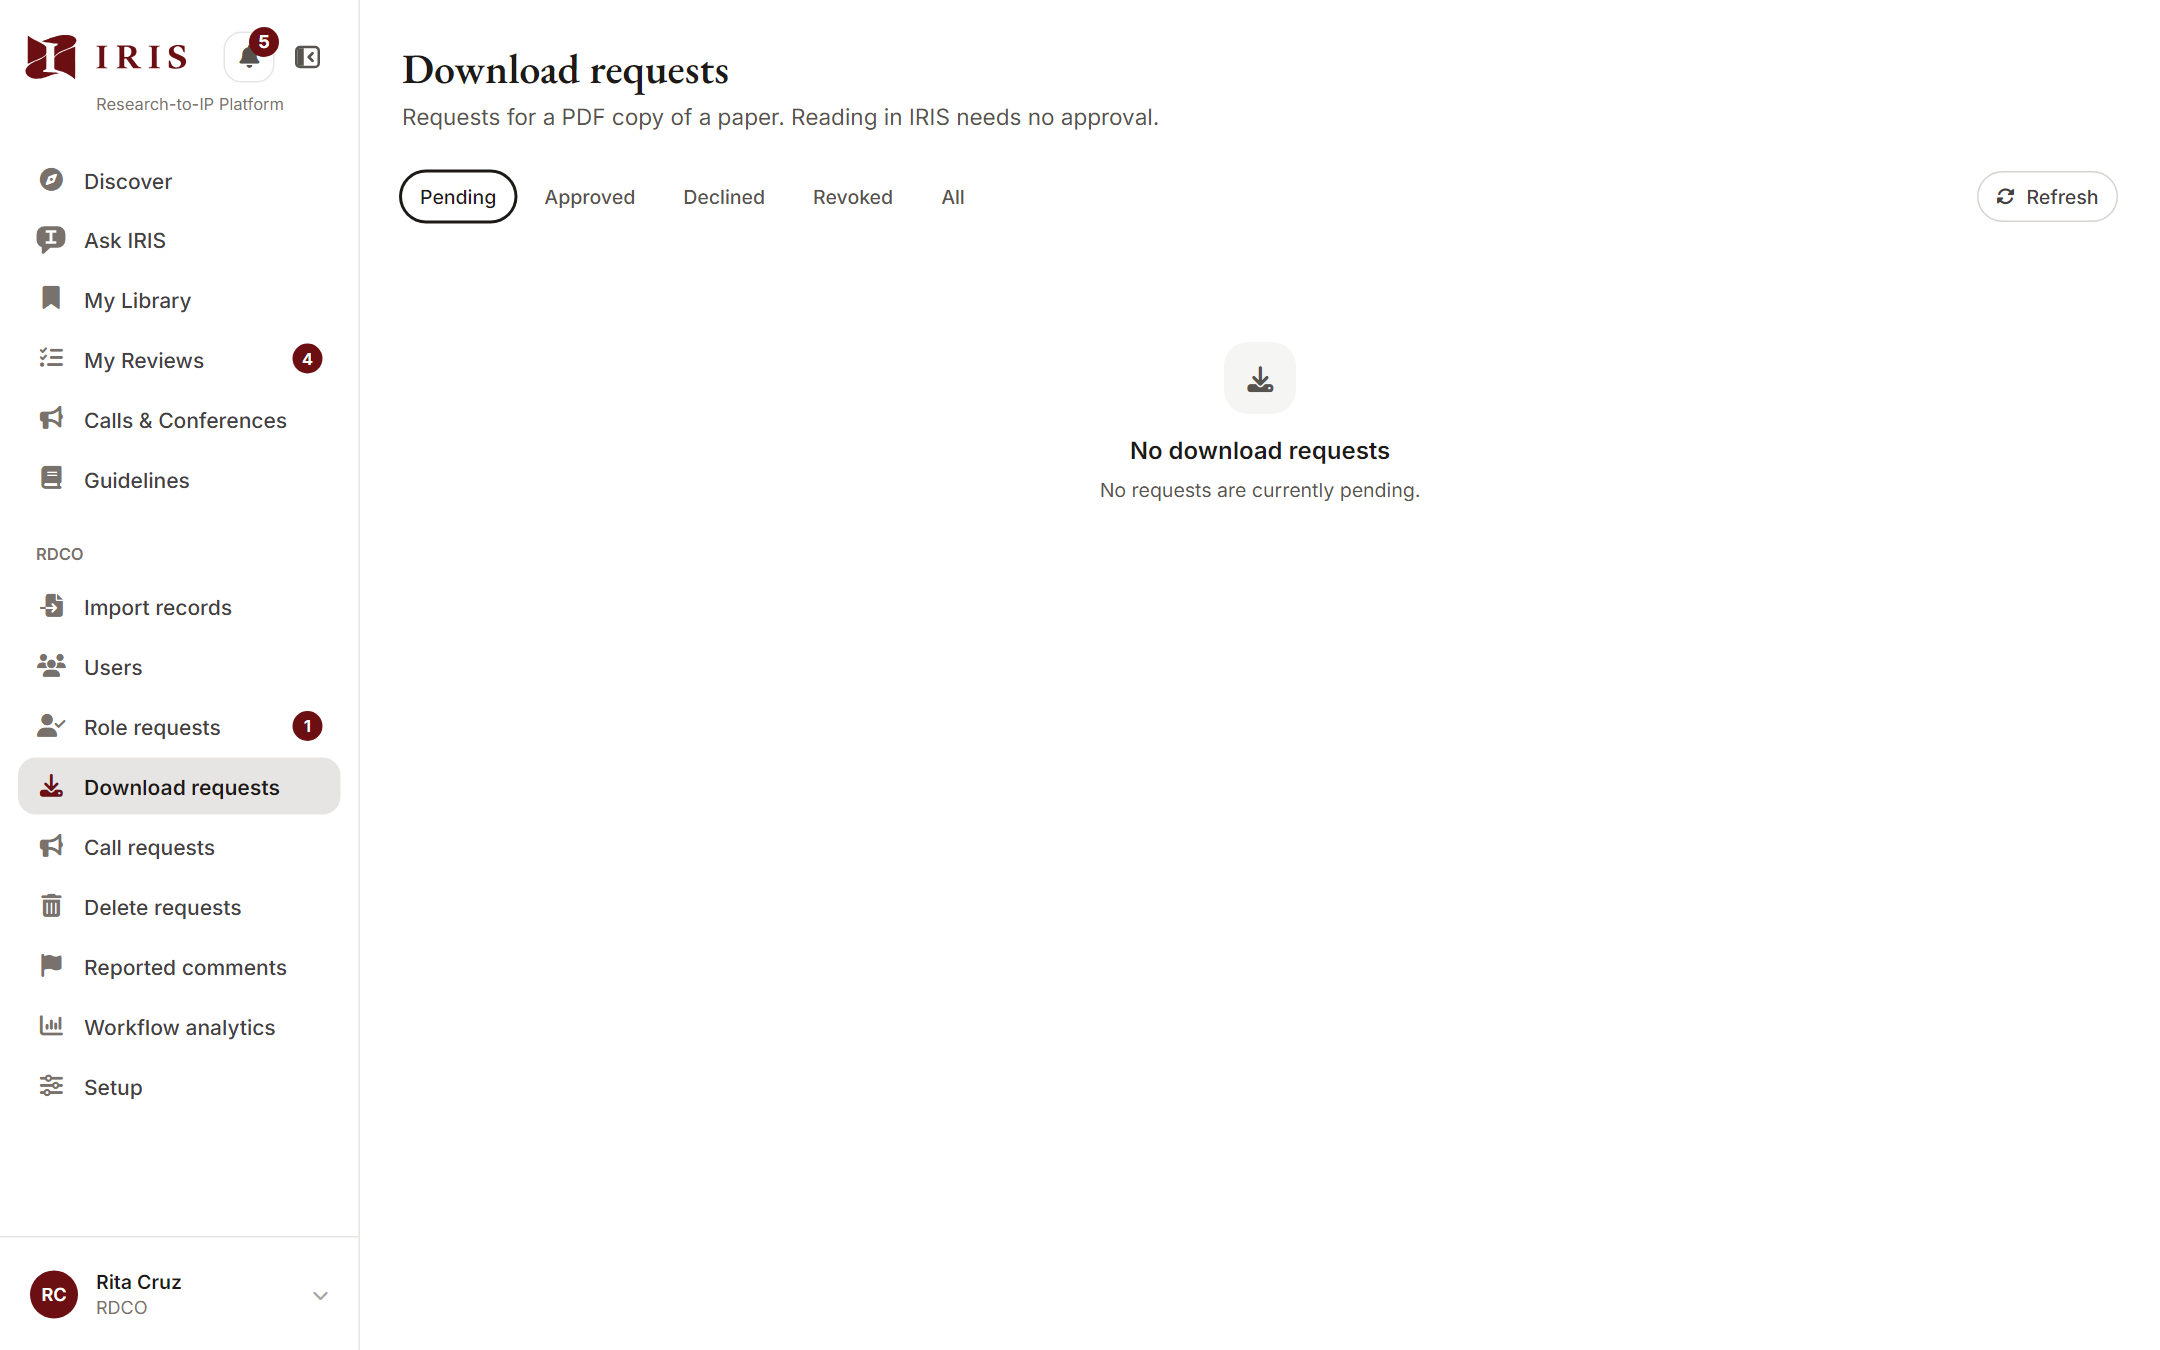 IRIS
5
Research-to-IP Platform
Discover
Ask IRIS
My Library
My Reviews 4
Calls & Conferences
Guidelines
RDCO
Import records
Users
Role requests 1
Download requests
Call requests
Delete requests
Reported comments
Workflow analytics
Setup
RC
Rita Cruz
RDCO
Download requests
Requests for a PDF copy of a paper. Reading in IRIS needs no approval.
Pending Approved Declined Revoked All Refresh
No download requests
No requests are currently pending.